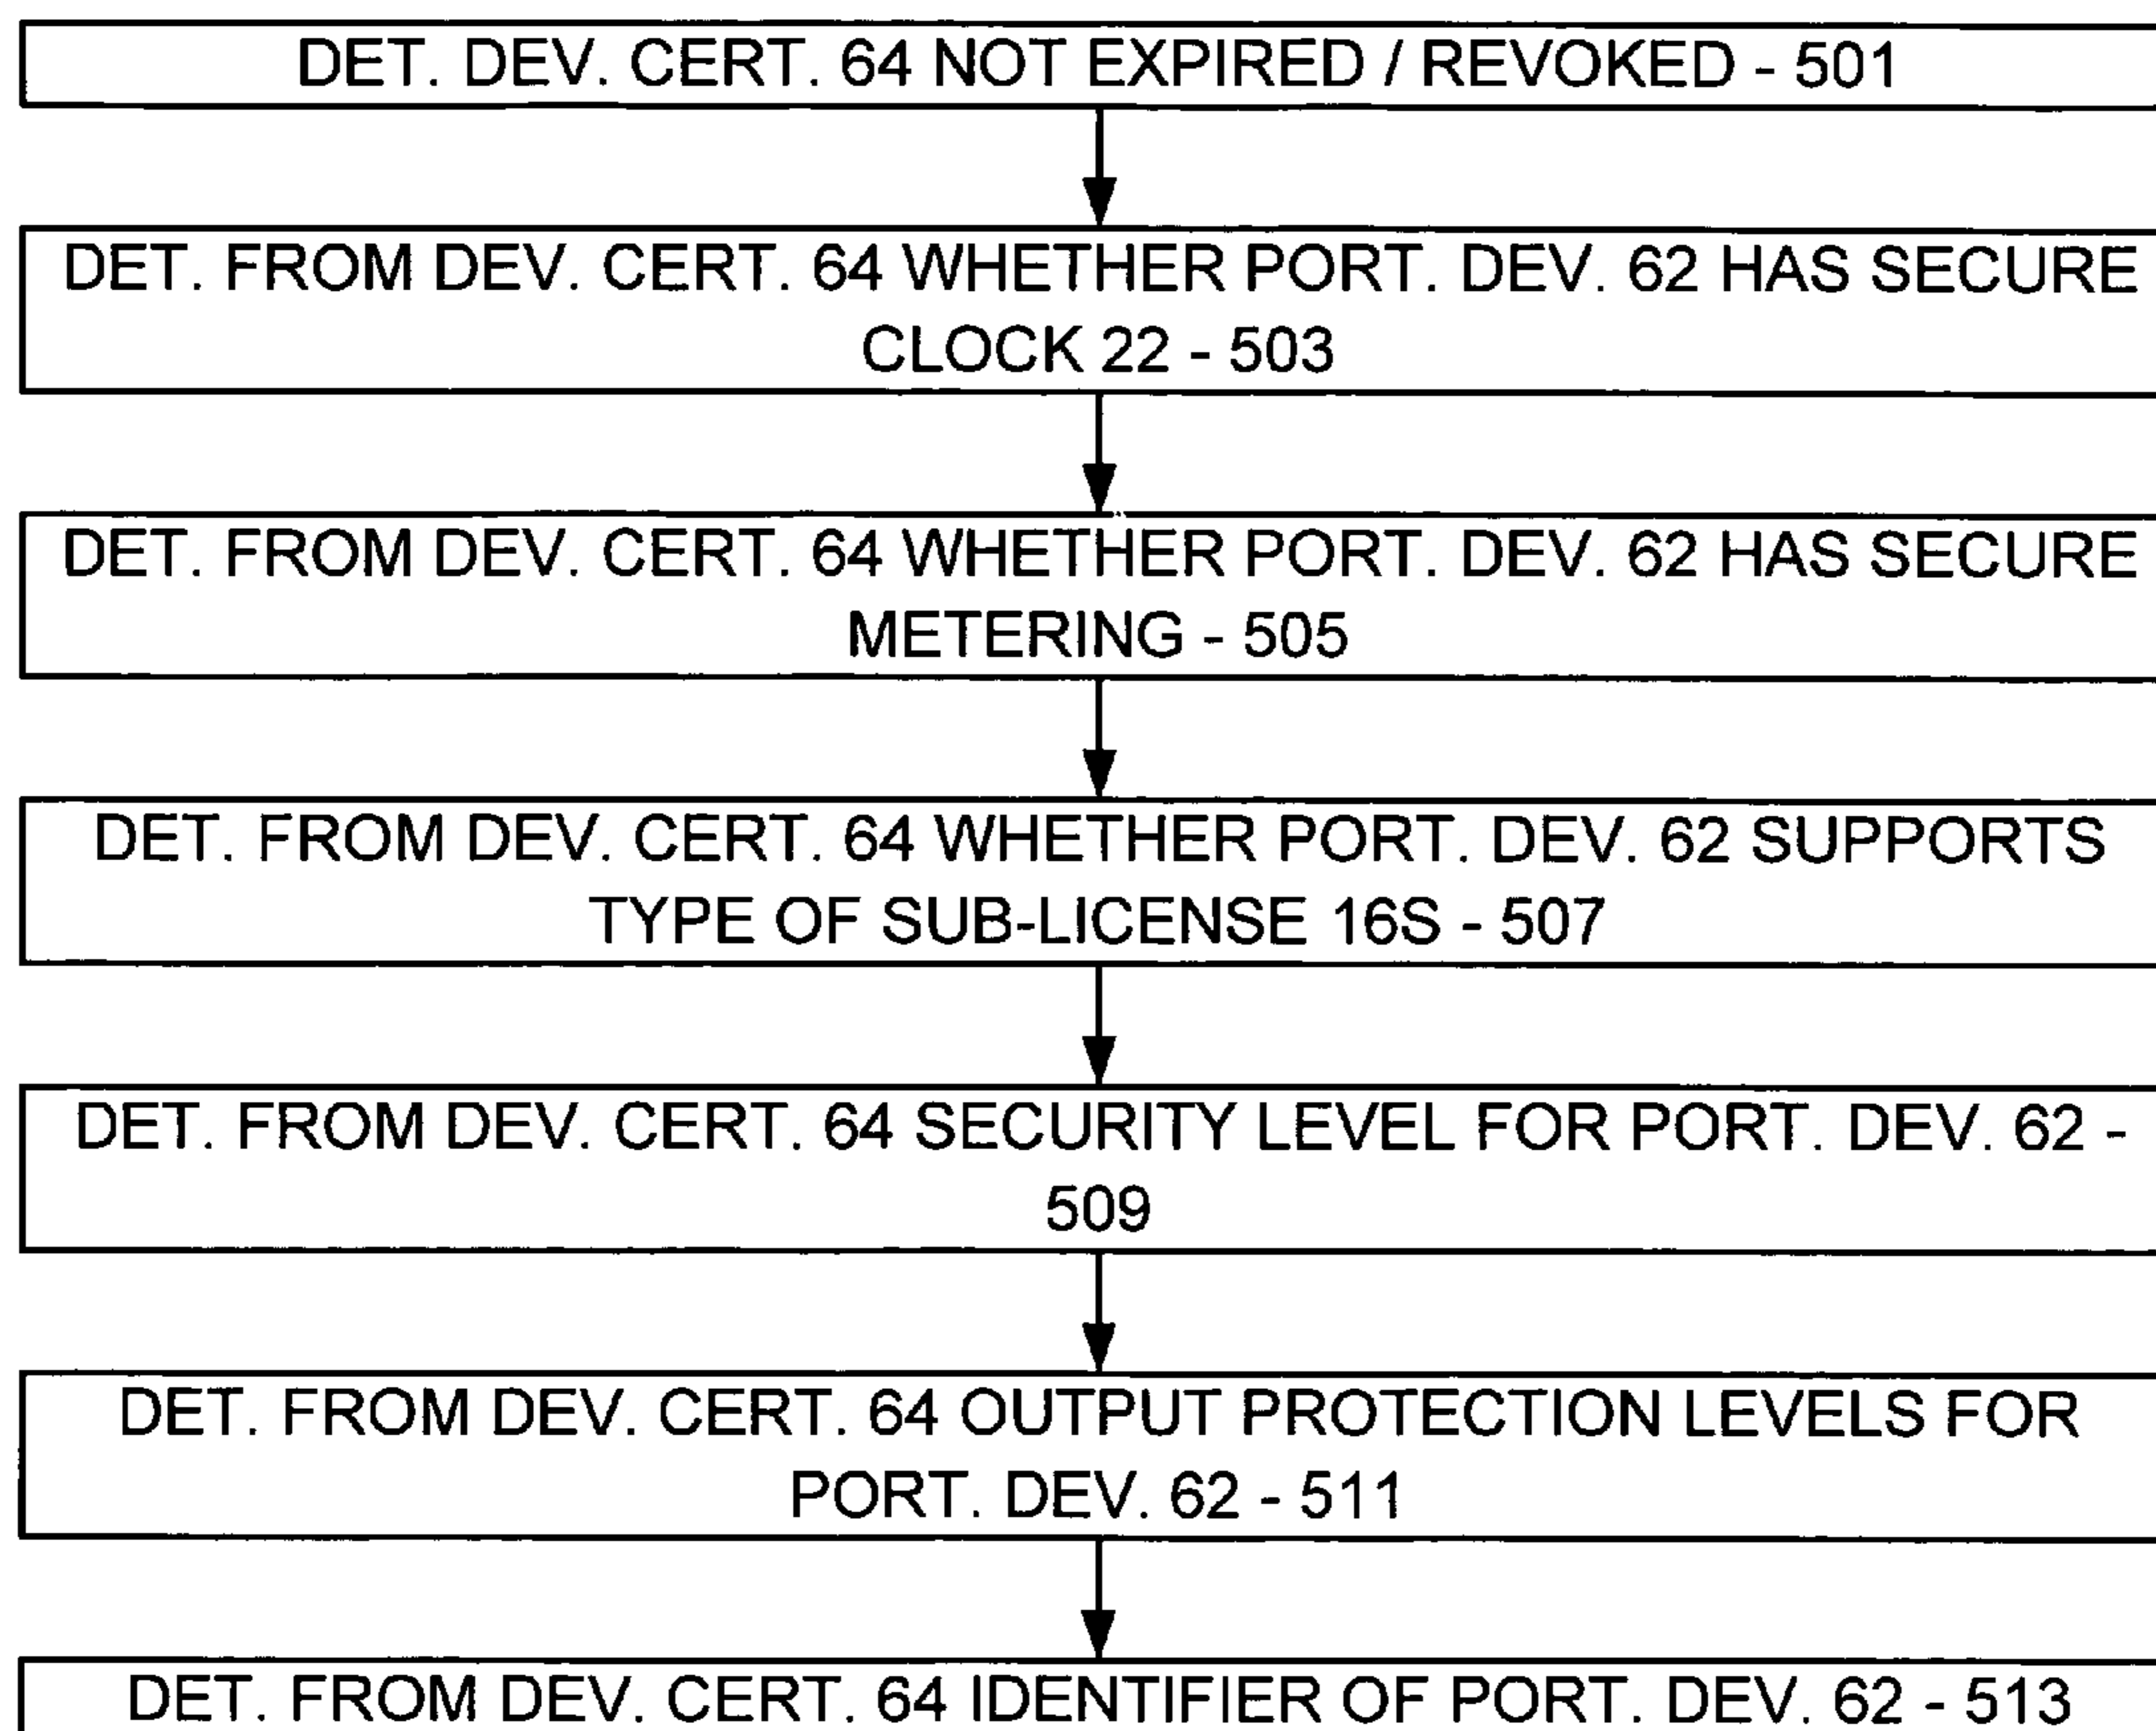 DET. DEV. CERT. 64 NOT EXPIRED / REVOKED - 501
DET. FROM DEV. CERT. 64 WHETHER PORT. DEV. 62 HAS SECURE
CLOCK 22 - 503
DET. FROM DEV. CERT. 64 WHETHER PORT. DEV. 62 HAS SECURE
METERING - 505
DET. FROM DEV. CERT. 64 WHETHER PORT. DEV. 62 SUPPORTS
TYPE OF SUB-LICENSE 16S - 507
DET. FROM DEV. CERT. 64 SECURITY LEVEL FOR PORT. DEV. 62 -
509
DET. FROM DEV. CERT. 64 OUTPUT PROTECTION LEVELS FOR
PORT. DEV. 62 - 511
DET. FROM DEV. CERT. 64 IDENTIFIER OF PORT. DEV. 62 - 513